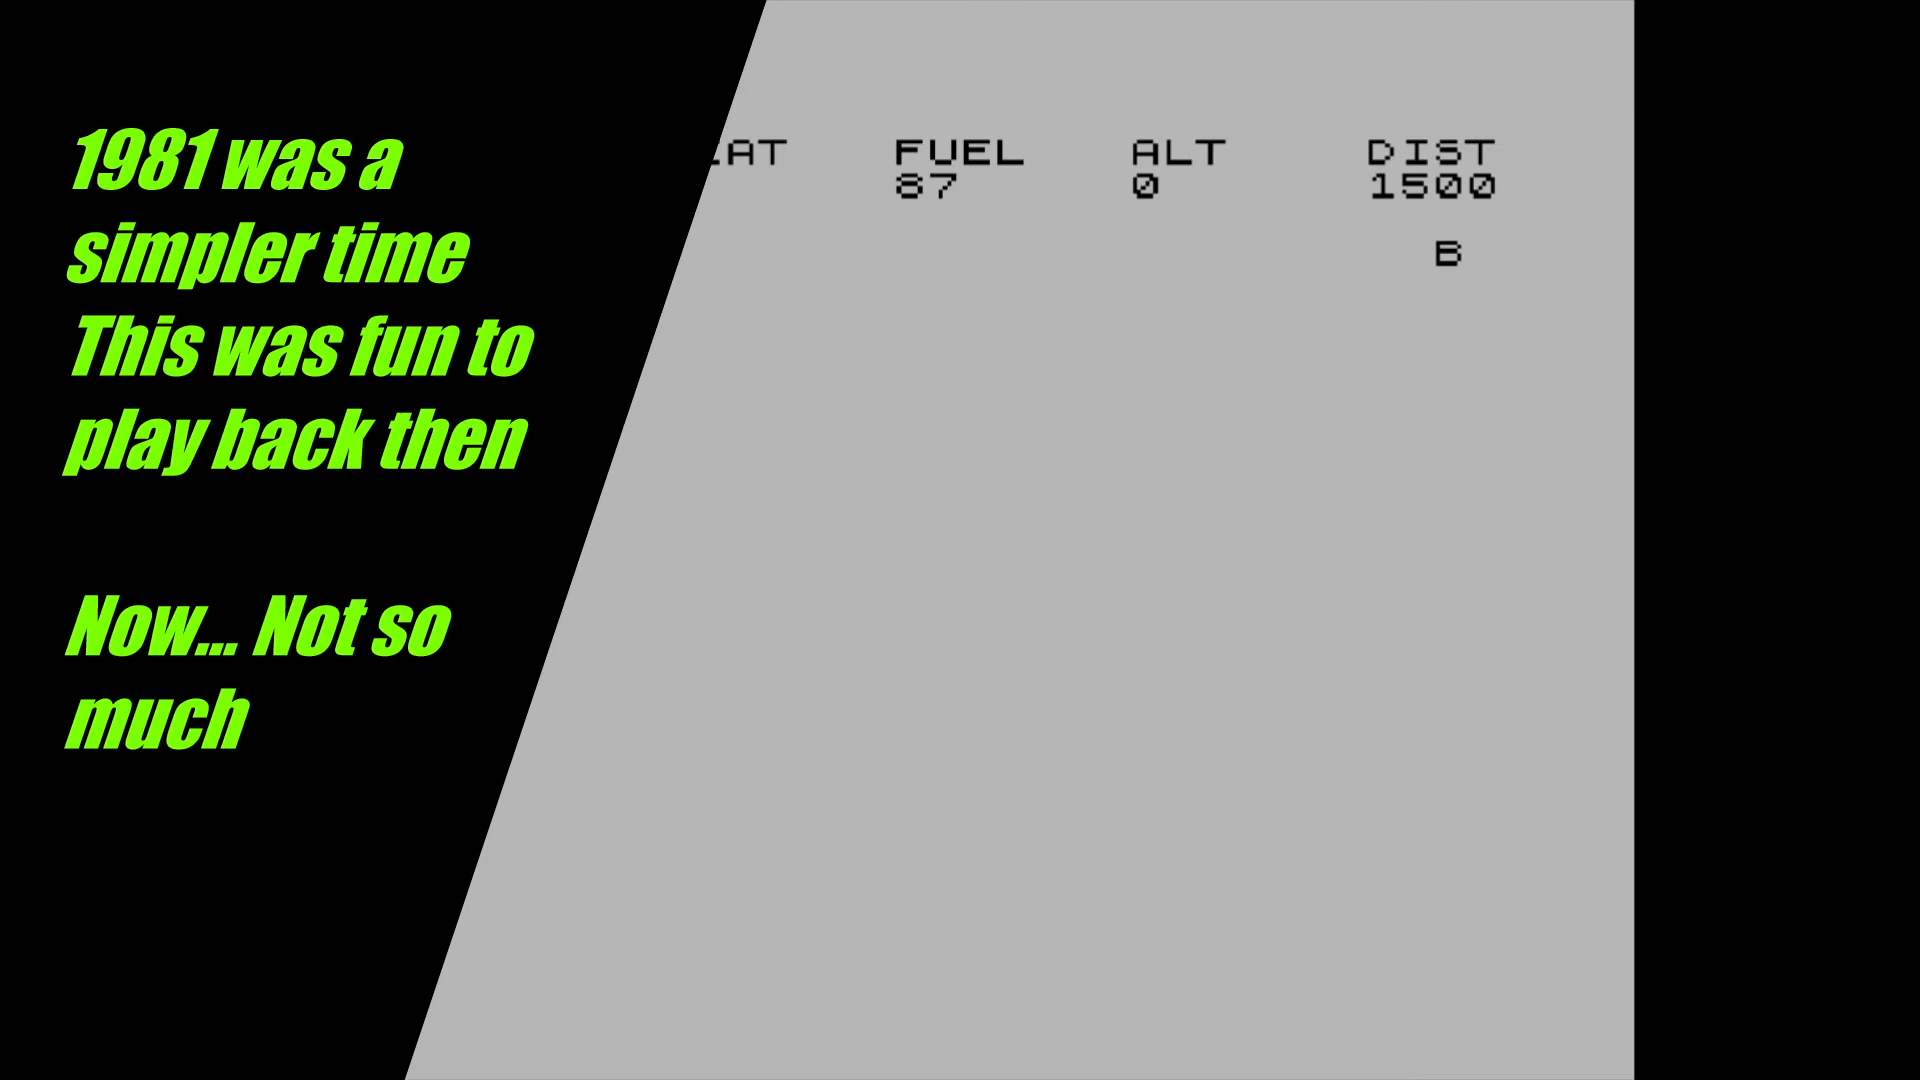 1981 was a
simpler time
This was fun to
play back then
Now... Not so
much
FUEL ALT DIST
87 0 1500
B